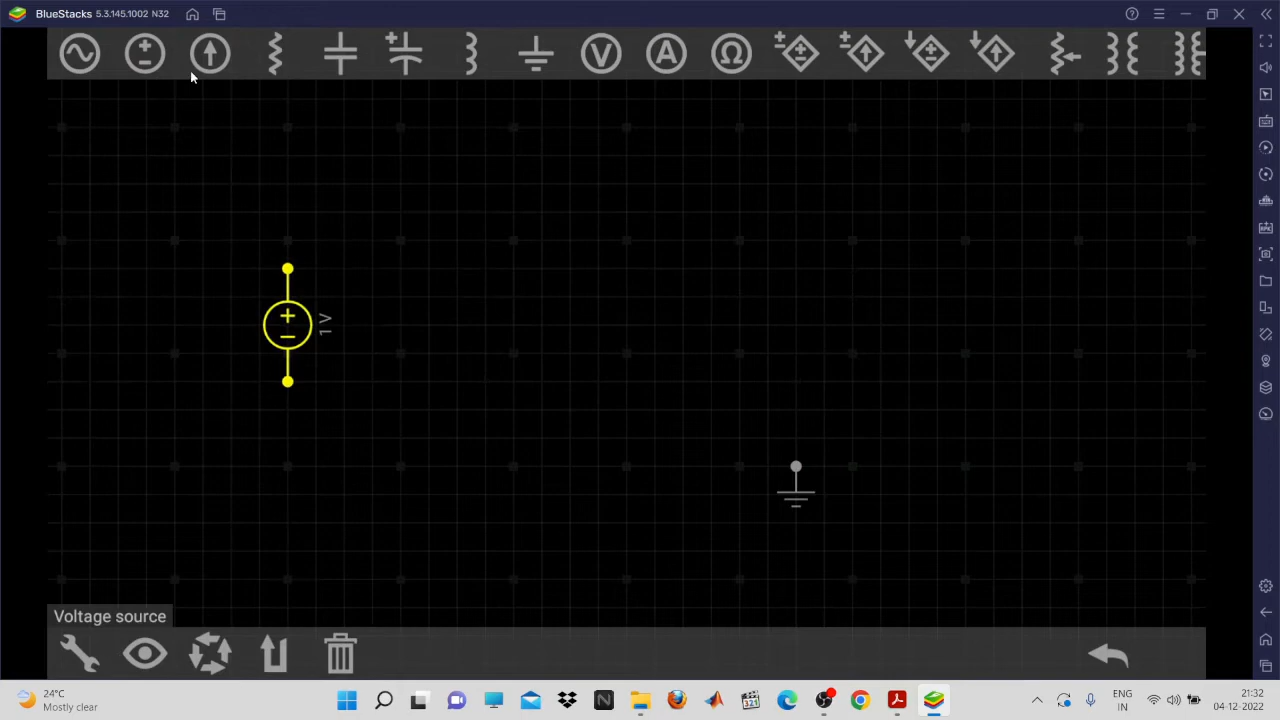 BlueStacks 5.3.145.1002 N32
V A Ω
1 V
Voltage source
24°C
Mostly clear
ENG
IN
21:32
04-12-2022